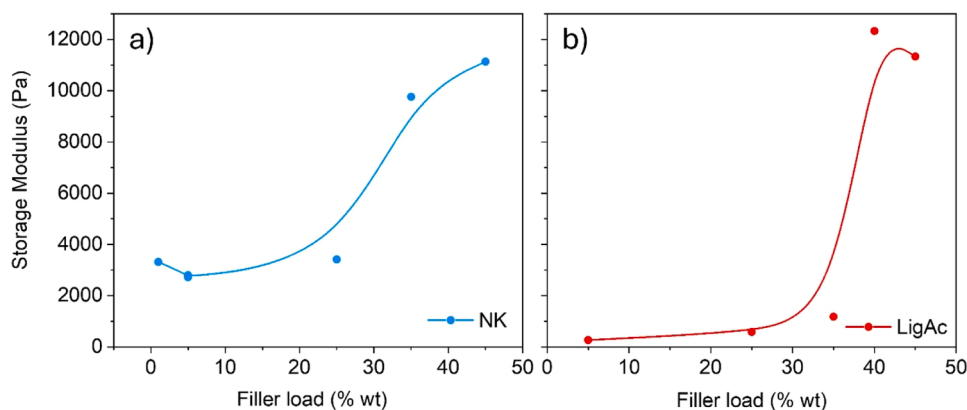 a)
b)
Storage Modulus (Pa)
12000
10000
8000
6000
4000
2000
0
NK
LigAc
0 10 20 30 40 50
0 10 20 30 40 50
Filler load (% wt)
Filler load (% wt)